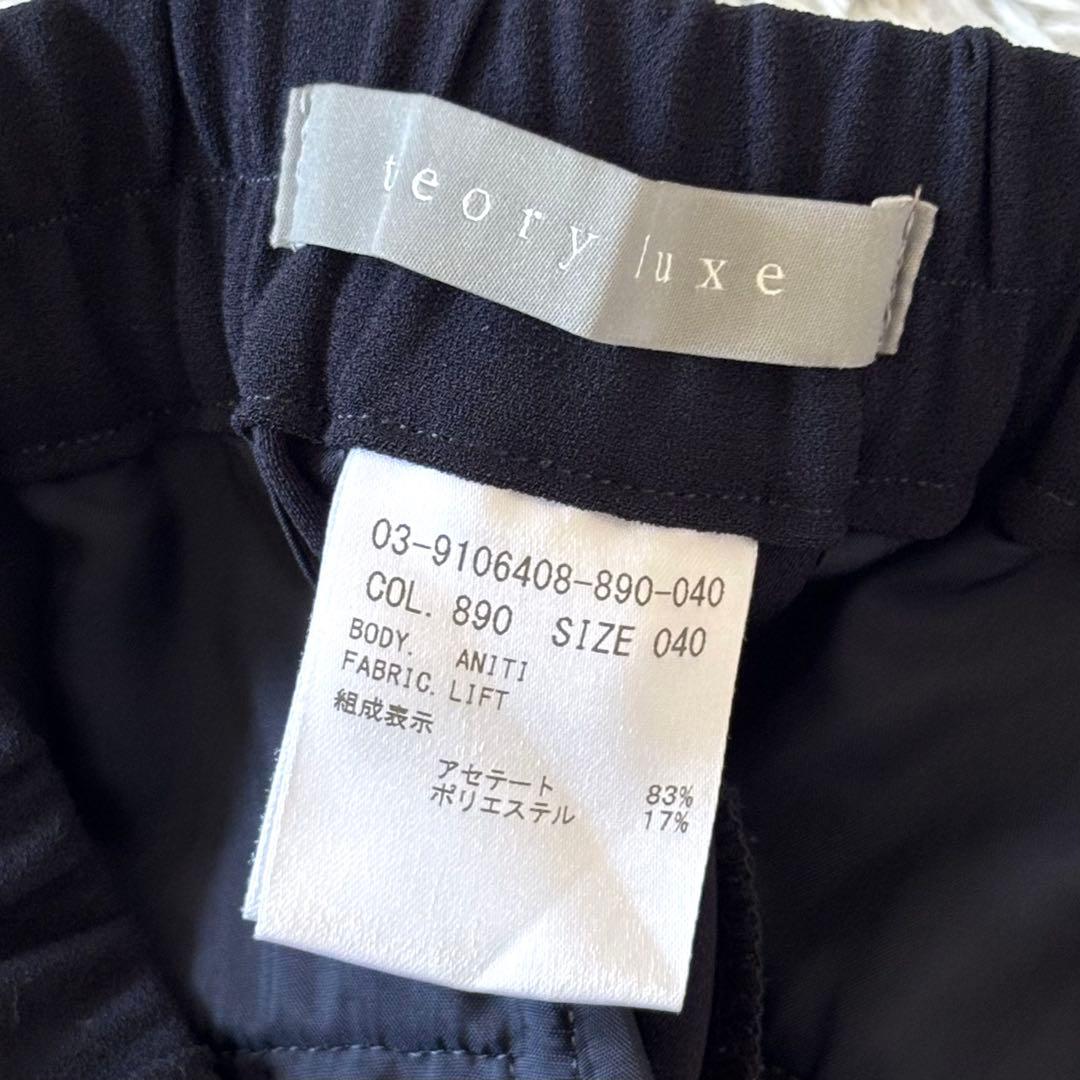 teory luxe
03-9106408-890-040
COL. 890 SIZE 040
BODY. ANITI
FABRIC. LIFT
組成表示
アセテート 83%
ポリエステル 17%